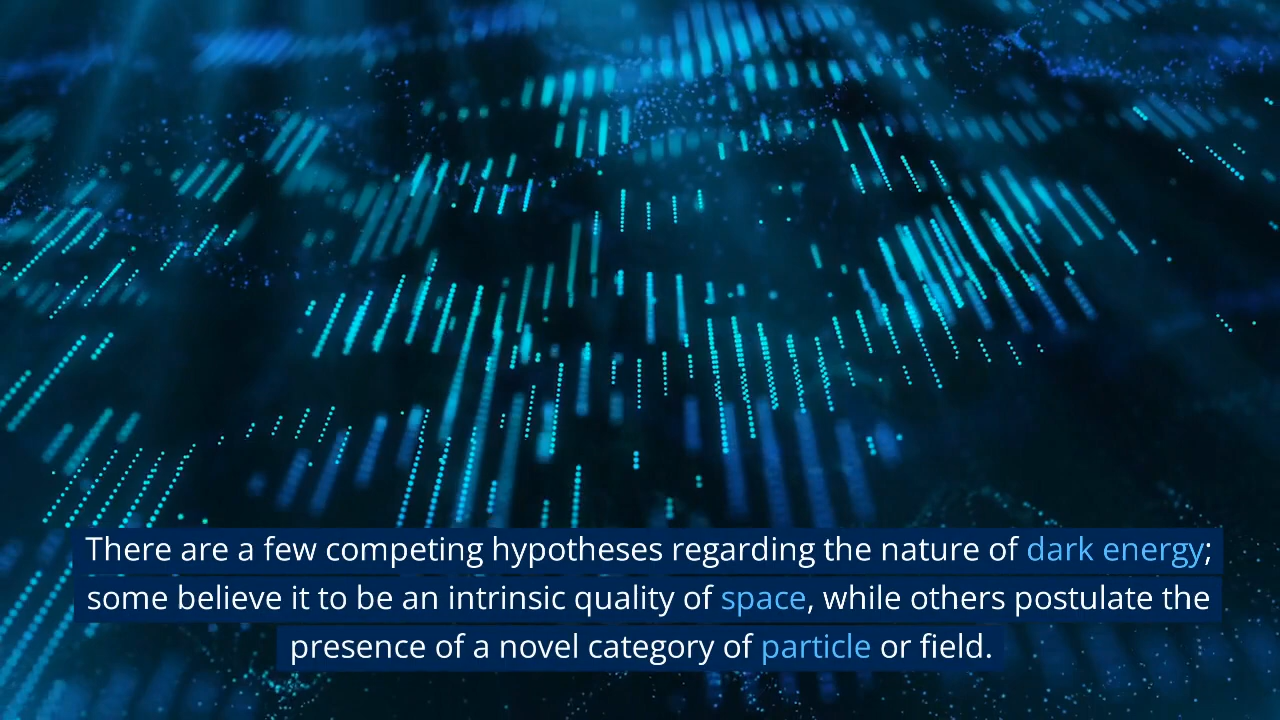 There are a few competing hypotheses regarding the nature of dark energy;
some believe it to be an intrinsic quality of space, while others postulate the
presence of a novel category of particle or field.